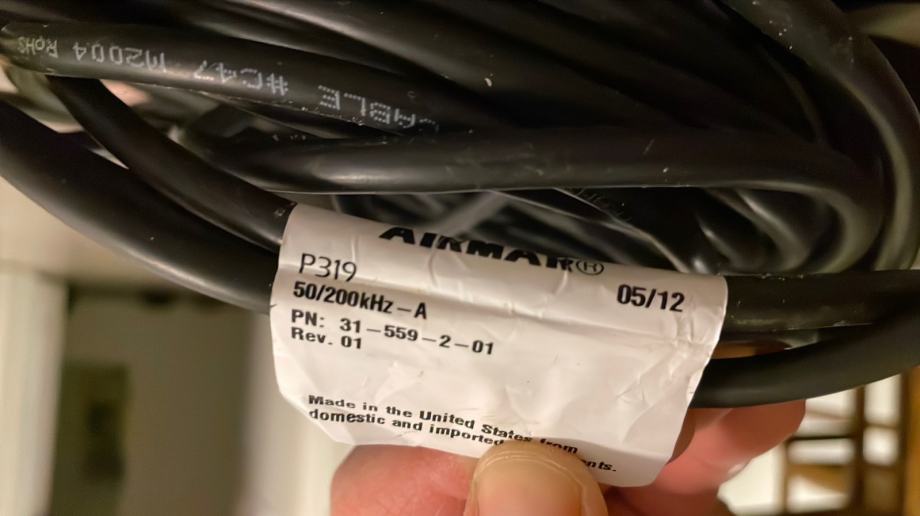 CABLE #C47 M2004 RoHS
AIRMAR®
P319
05/12
50/200kHz-A
PN: 31-559-2-01
Rev. 01
Made in the United States from
domestic and imported